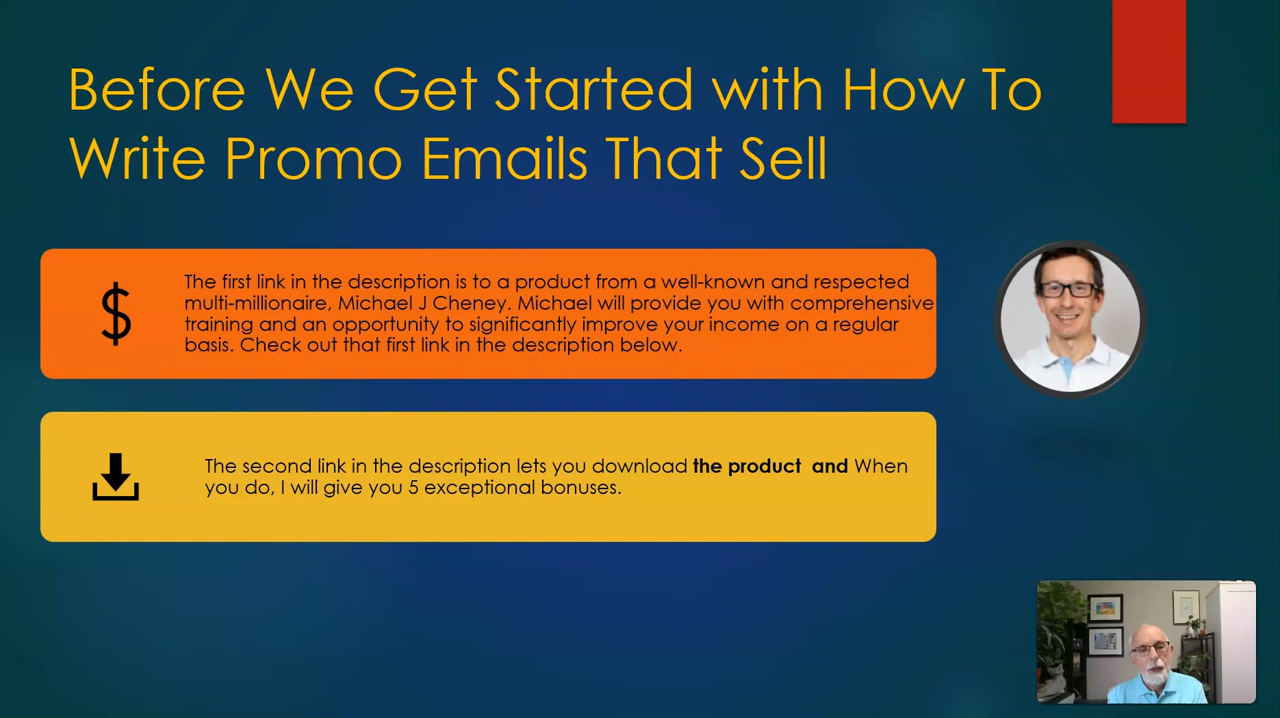 Before We Get Started with How To
Write Promo Emails That Sell
$
The first link in the description is to a product from a well-known and respected
multi-millionaire, Michael J Cheney. Michael will provide you with comprehensive
training and an opportunity to significantly improve your income on a regular
basis. Check out that first link in the description below.
The second link in the description lets you download the product  and When
you do, I will give you 5 exceptional bonuses.